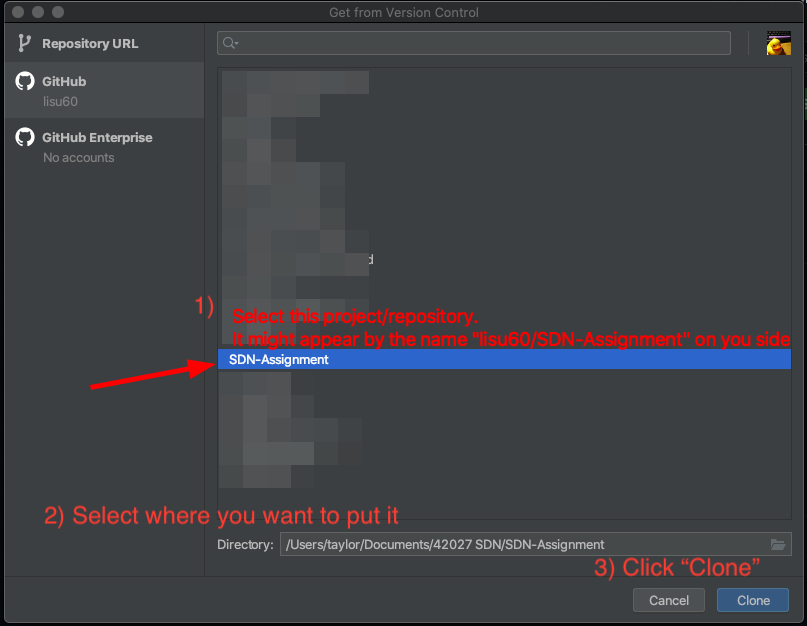 Get from Version Control
Repository URL
GitHub
lisu60
GitHub Enterprise
No accounts
d
1)
Select this project/repository.
It might appear by the name "lisu60/SDN-Assignment" on you side
SDN-Assignment
2) Select where you want to put it
Directory: /Users/taylor/Documents/42027 SDN/SDN-Assignment
3) Click “Clone”
Cancel Clone